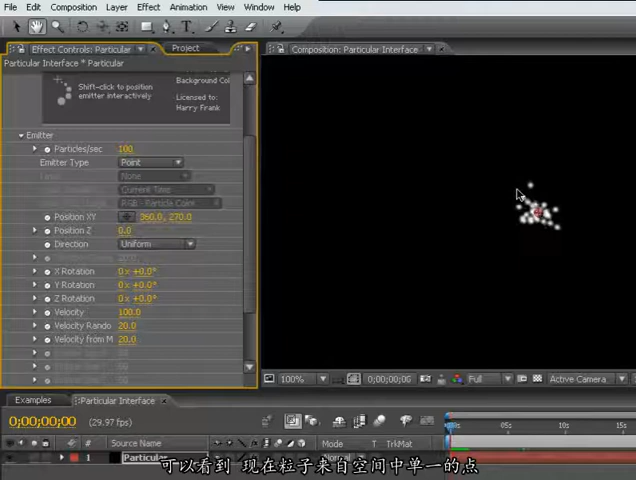 File Edit Composition Layer Effect Animation View Window Help
Effect Controls: Particular Project
Composition: Particular Interface
Particular Interface * Particular
Shift-click to position
emitter interactively
Background Col
Licensed to:
Harry Frank
Emitter
Particles/sec 100
Emitter Type Point
None
Current Time
RGB - Particle Color
Position XY 360.0, 270.0
Position Z 0.0
Direction Uniform
X Rotation 0 x +0.0°
Y Rotation 0 x +0.0°
Z Rotation 0 x +0.0°
Velocity 100.0
Velocity Rando 20.0
Velocity from M 20.0
100% 0;00;00;00 Full Active Camera
Examples Particular Interface
0;00;00;00 (29.97 fps)
00s 05s 10s
# Source Name Mode T TrkMat
1 Particular Normal
可以看到 现在粒子来自空间中单一的点